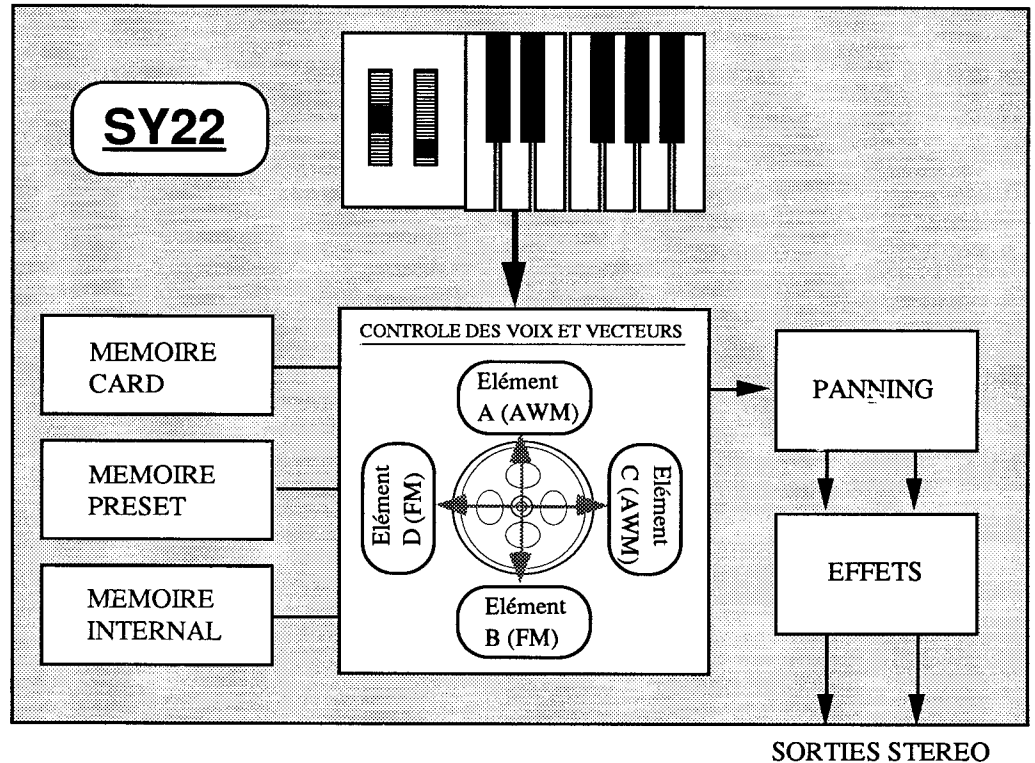 SY22
CONTROLE DES VOIX ET VECTEURS
MEMOIRE
CARD
MEMOIRE
PRESET
MEMOIRE
INTERNAL
Elément
A (AWM)
Elément
D (FM)
Elément
C (AWM)
Elément
B (FM)
PANNING
EFFETS
SORTIES STEREO